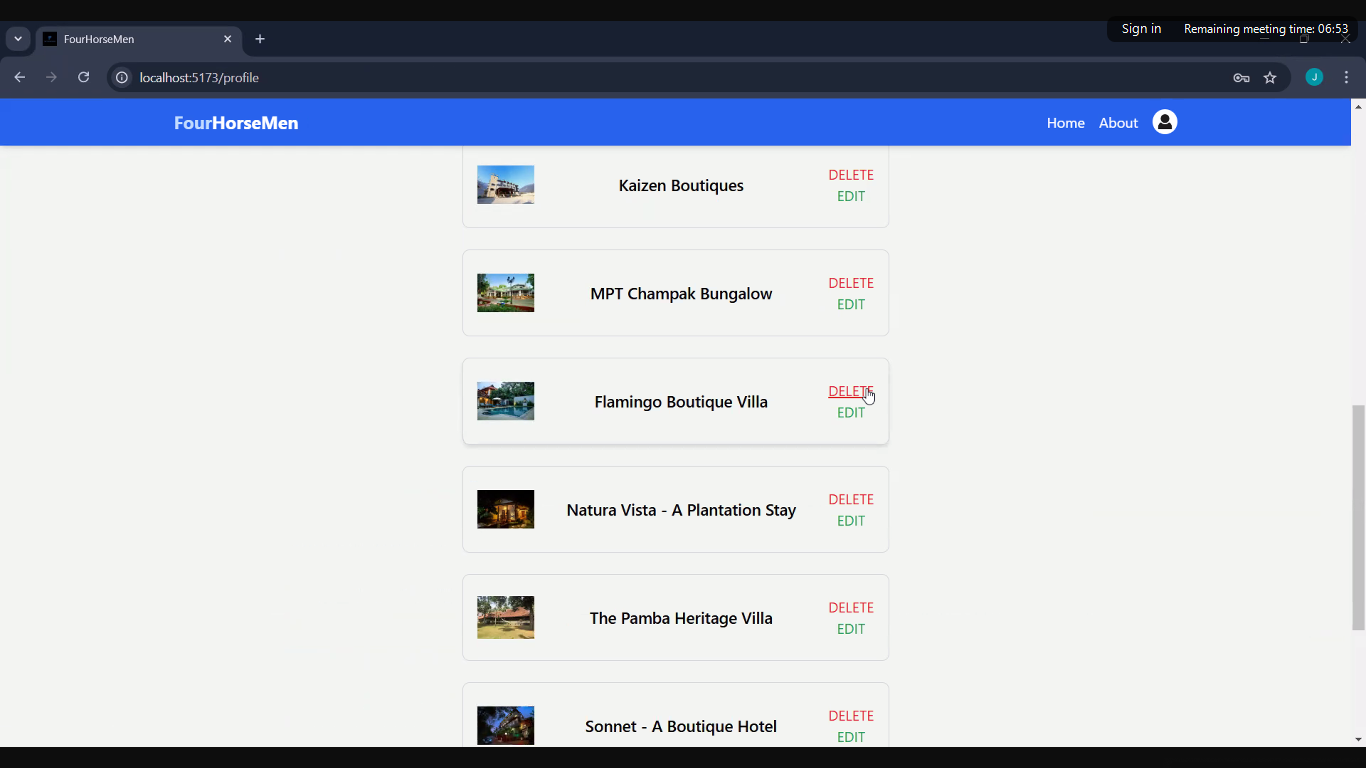 Sign in Remaining meeting time: 06:53
FourHorseMen
localhost:5173/profile
J
FourHorseMen Home About
Kaizen Boutiques
DELETE
EDIT
MPT Champak Bungalow
DELETE
EDIT
Flamingo Boutique Villa
DELETE
EDIT
Natura Vista - A Plantation Stay
DELETE
EDIT
The Pamba Heritage Villa
DELETE
EDIT
Sonnet - A Boutique Hotel
DELETE
EDIT